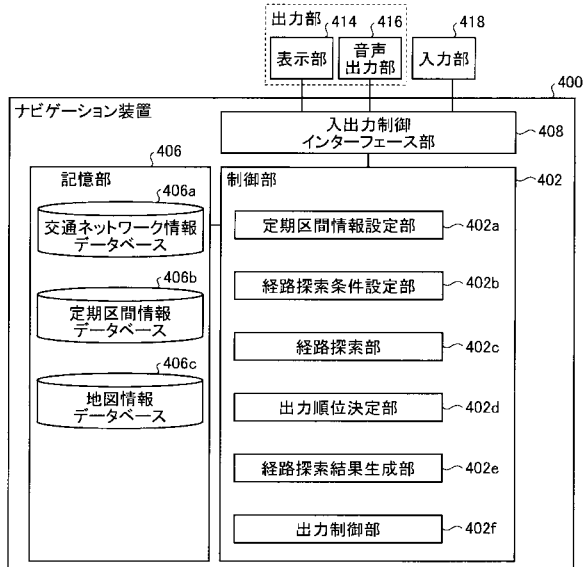 出力部
414
416
418
表示部
音声
出力部
入力部
400
ナビゲーション装置
入出力制御
インターフェース部
408
406
記憶部
406a
交通ネットワーク情報
データベース
406b
定期区間情報
データベース
406c
地図情報
データベース
制御部
402
定期区間情報設定部
402a
経路探索条件設定部
402b
経路探索部
402c
出力順位決定部
402d
経路探索結果生成部
402e
出力制御部
402f